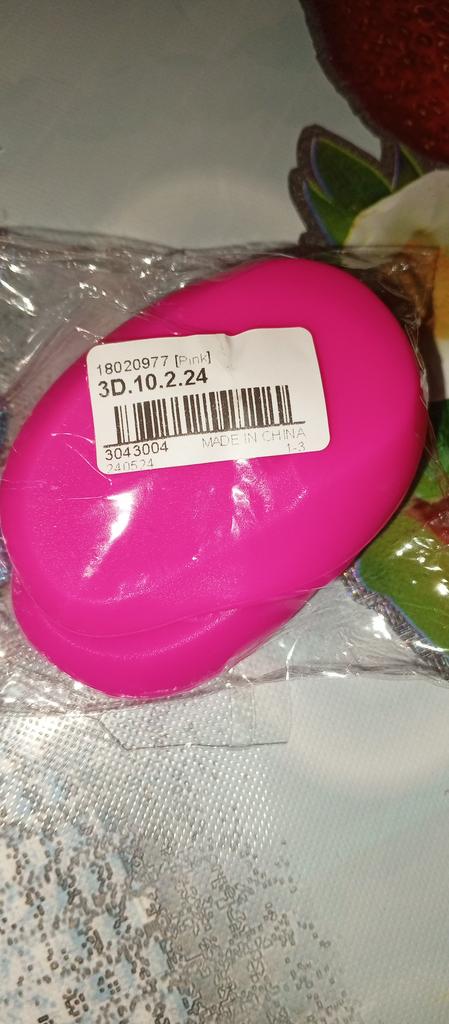 18020977 [Pink]
3D.10.2.24
3043004 MADE IN CHINA
240524 1-3